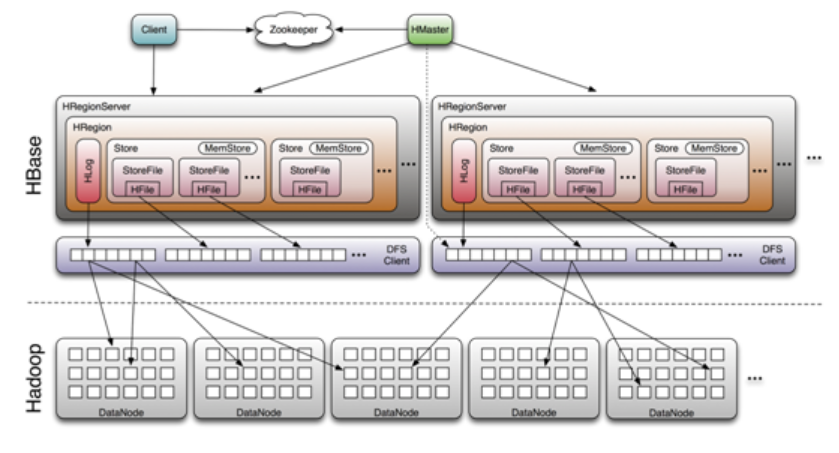 Client
Zookeeper
HMaster
HBase
HRegionServer
HRegion
HLog
Store
MemStore
StoreFile
HFile
StoreFile
HFile
...
Store
MemStore
StoreFile
HFile
...
...
HRegionServer
HRegion
HLog
Store
MemStore
StoreFile
HFile
StoreFile
HFile
...
Store
MemStore
StoreFile
HFile
...
...
...
...
DFS
Client
...
DFS
Client
Hadoop
DataNode
DataNode
DataNode
DataNode
DataNode
...